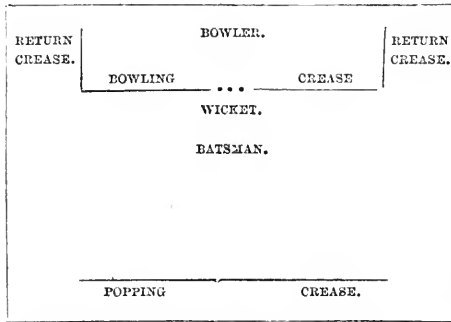 BOWLER.
RETURN CREASE.
RETURN CREASE.
BOWLING CREASE
WICKET.
BATSMAN.
POPPING CREASE.